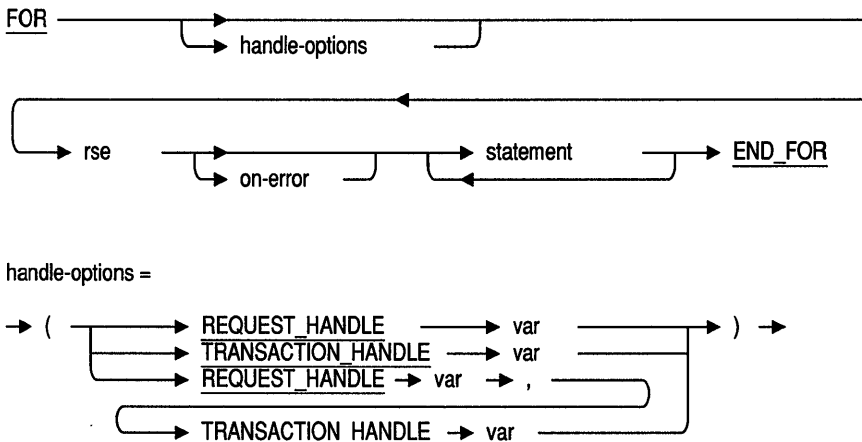 FOR
handle-options
rse statement END_FOR
on-error
handle-options =
( REQUEST_HANDLE var )
TRANSACTION_HANDLE var
REQUEST_HANDLE var ,
TRANSACTION HANDLE var